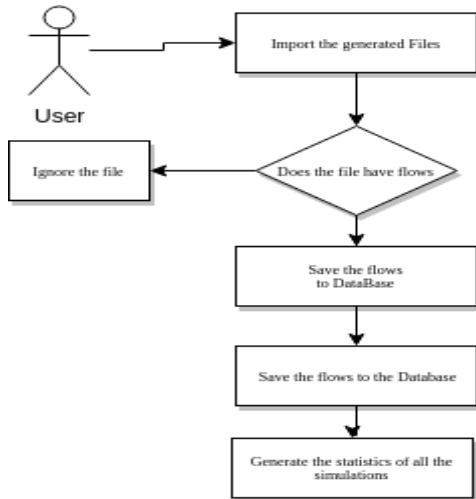 Import the generated Files
User
Ignore the file
Does the file have flows
Save the flows
to DataBase
Save the flows to the Database
Generate the statistics of all the
simulations